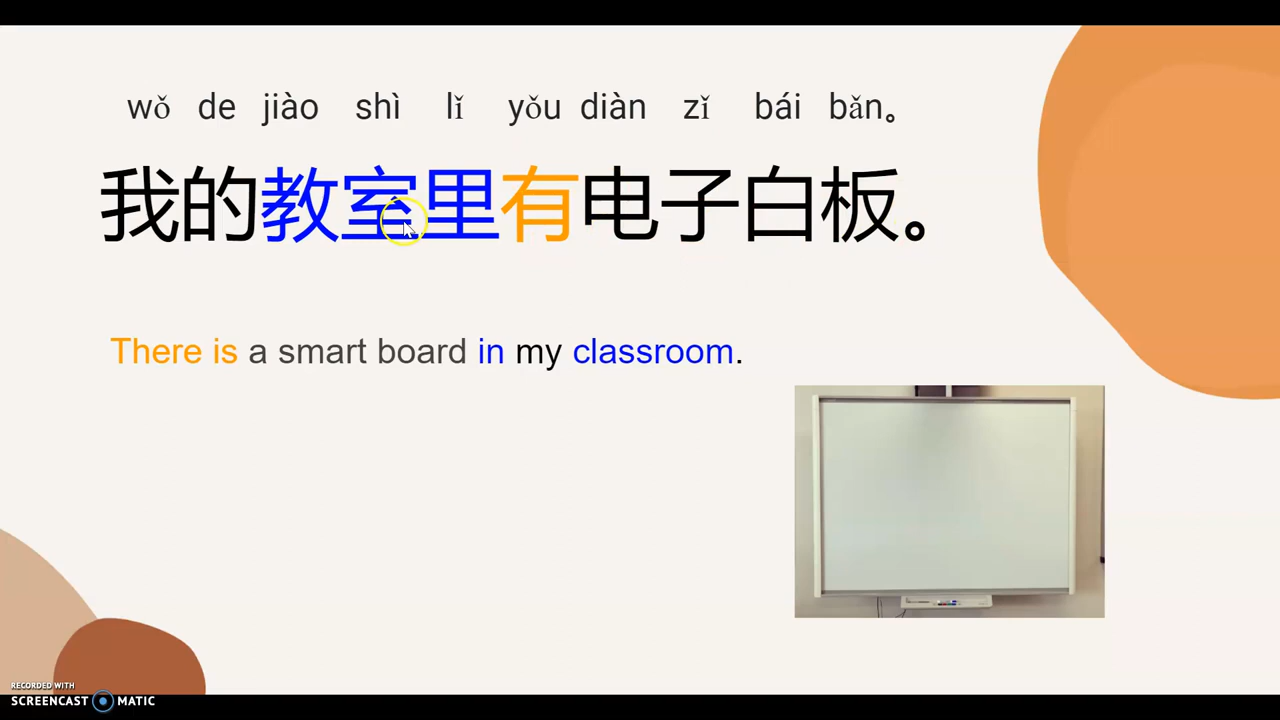 wǒ de jiào shì lǐ yǒu diàn zǐ bái bǎn。
我的教室里有电子白板。
There is a smart board in my classroom.
RECORDED WITH
SCREENCAST MATIC